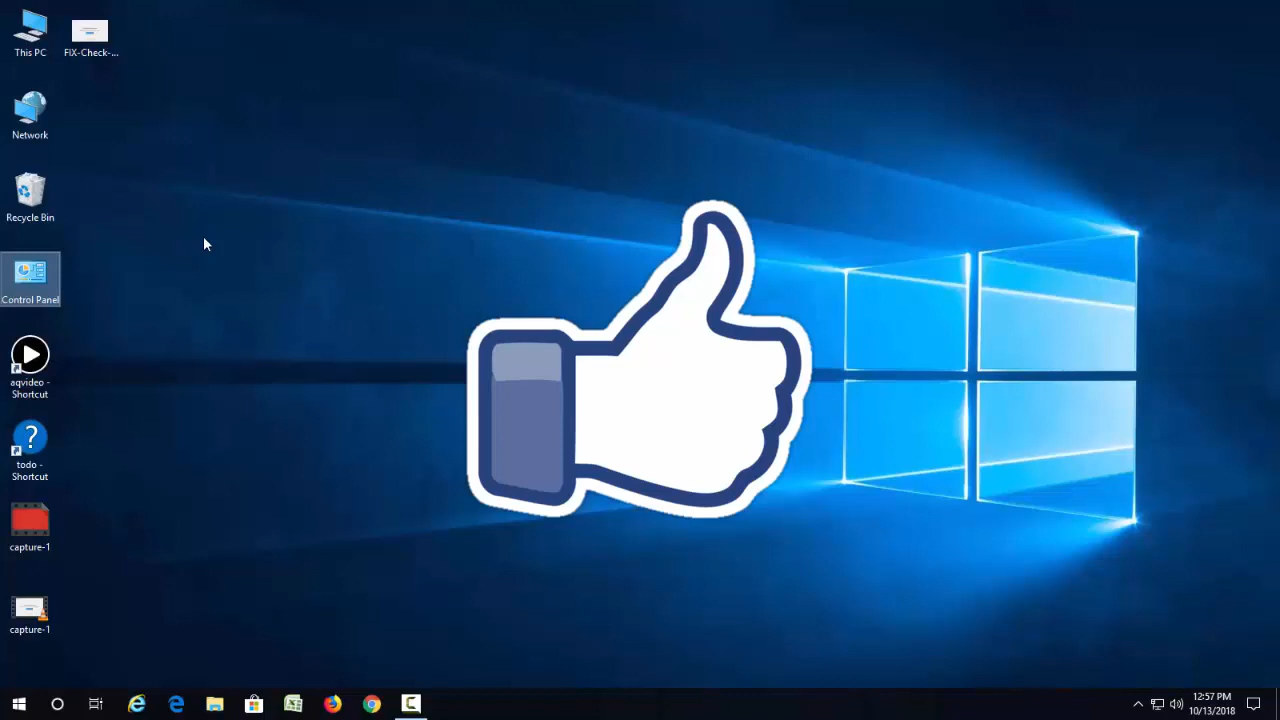 This PC
FIX-Check-...
Network
Recycle Bin
Control Panel
aqvideo -
Shortcut
todo -
Shortcut
capture-1
capture-1
12:57 PM
10/13/2018